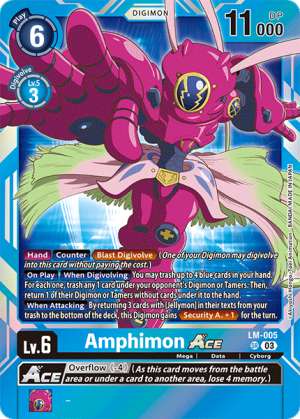 DIGIMON
Play
6
11000 DP
Digivolve
Lv.5
3
Hand Counter Blast Digivolve (One of your Digimon may digivolve
into this card without paying the cost.)
On Play When Digivolving You may trash up to 4 blue cards in your hand.
For each one, trash any 1 card under your opponent's Digimon or Tamers. Then,
return 1 of their Digimon or Tamers without cards under it to the hand.
When Attacking By returning 3 cards with [Jellymon] in their texts from your
trash to the bottom of the deck, this Digimon gains Security A. +1 for the turn.
Lv.6
Amphimon ACE
LM-005
03
Mega Data Cyborg
ACE
Overflow ⟨-4⟩ (As this card moves from the battle
area or under a card to another area, lose 4 memory.)